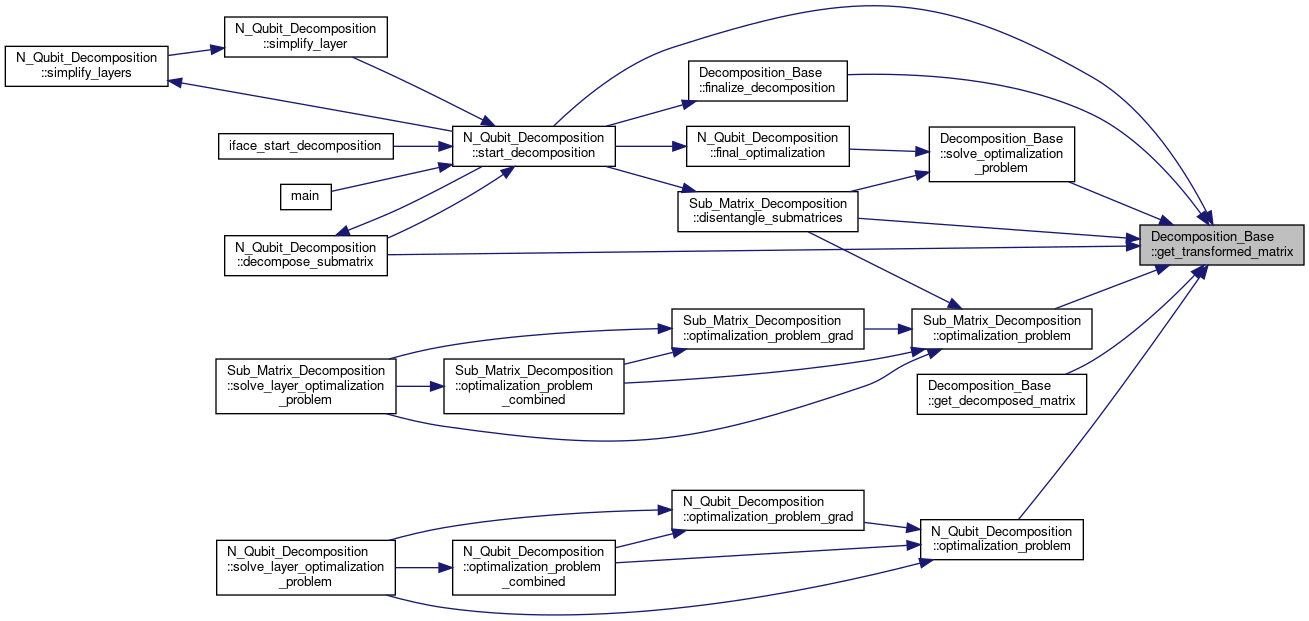 N_Qubit_Decomposition
::simplify_layers
N_Qubit_Decomposition
::simplify_layer
iface_start_decomposition
main
N_Qubit_Decomposition
::decompose_submatrix
N_Qubit_Decomposition
::start_decomposition
Decomposition_Base
::finalize_decomposition
N_Qubit_Decomposition
::final_optimalization
Sub_Matrix_Decomposition
::disentangle_submatrices
Decomposition_Base
::solve_optimalization
_problem
Decomposition_Base
::get_transformed_matrix
Sub_Matrix_Decomposition
::optimalization_problem_grad
Sub_Matrix_Decomposition
::optimalization_problem
Sub_Matrix_Decomposition
::solve_layer_optimalization
_problem
Sub_Matrix_Decomposition
::optimalization_problem
_combined
Decomposition_Base
::get_decomposed_matrix
N_Qubit_Decomposition
::optimalization_problem_grad
N_Qubit_Decomposition
::optimalization_problem
N_Qubit_Decomposition
::solve_layer_optimalization
_problem
N_Qubit_Decomposition
::optimalization_problem
_combined